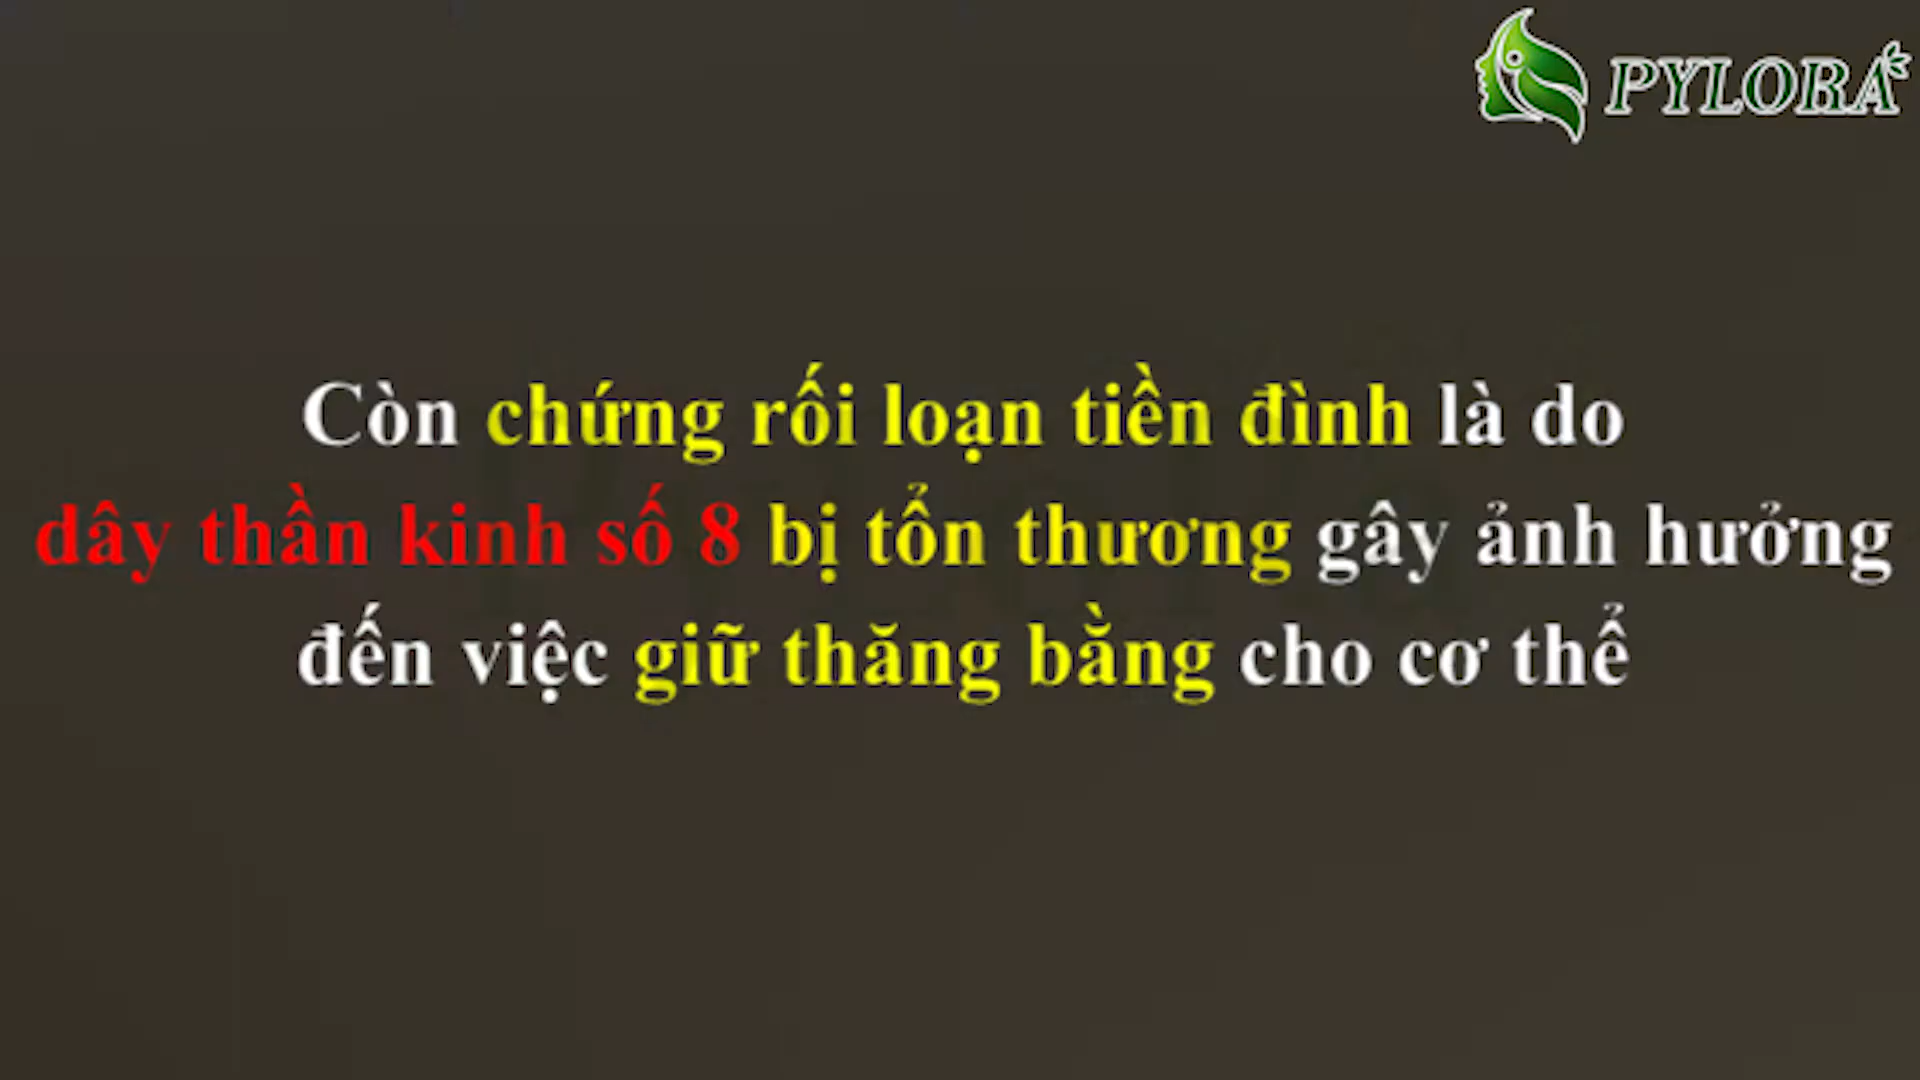 PYLORA
Còn chứng rối loạn tiền đình là do
dây thần kinh số 8 bị tổn thương gây ảnh hưởng
đến việc giữ thăng bằng cho cơ thể